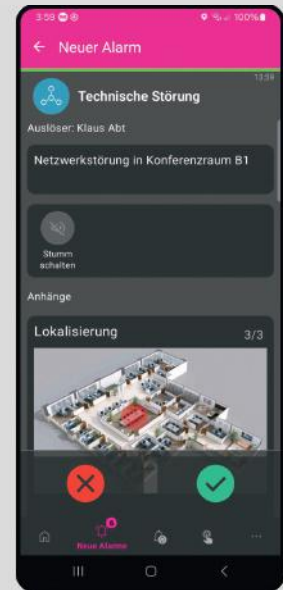 3:59
100%
Neuer Alarm
13:59
Technische Störung
Auslöser: Klaus Abt
Netzwerkstörung in Konferenzraum B1
Stumm
schalten
Anhänge
Lokalisierung
3/3
Neue Alarme